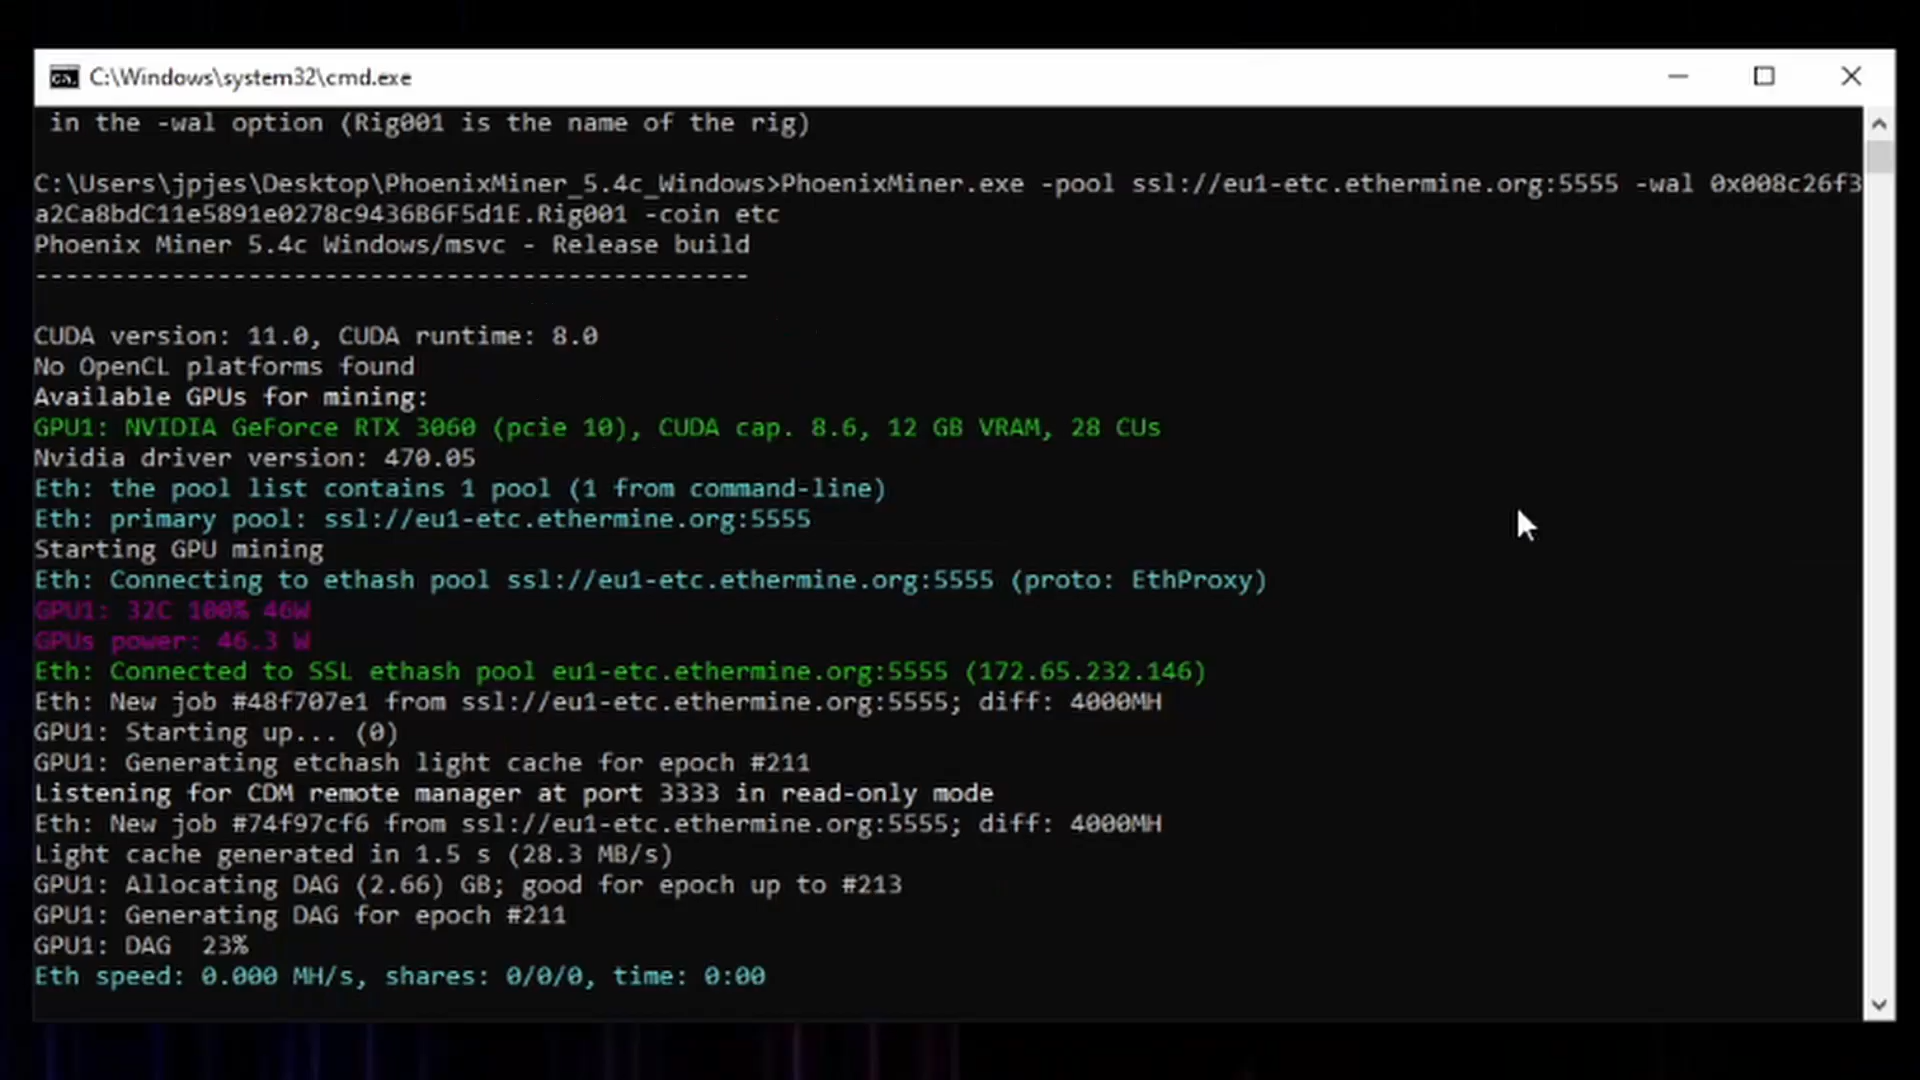 C:\Windows\system32\cmd.exe
in the -wal option (Rig001 is the name of the rig)
C:\Users\jpjes\Desktop\PhoenixMiner_5.4c_Windows>PhoenixMiner.exe -pool ssl://eu1-etc.ethermine.org:5555 -wal 0x008c26f3
a2Ca8bdC11e5891e0278c9436B6F5d1E.Rig001 -coin etc
Phoenix Miner 5.4c Windows/msvc - Release build
-----------------------------------------------
CUDA version: 11.0, CUDA runtime: 8.0
No OpenCL platforms found
Available GPUs for mining:
GPU1: NVIDIA GeForce RTX 3060 (pcie 10), CUDA cap. 8.6, 12 GB VRAM, 28 CUs
Nvidia driver version: 470.05
Eth: the pool list contains 1 pool (1 from command-line)
Eth: primary pool: ssl://eu1-etc.ethermine.org:5555
Starting GPU mining
Eth: Connecting to ethash pool ssl://eu1-etc.ethermine.org:5555 (proto: EthProxy)
GPU1: 32C 100% 46W
GPUs power: 46.3 W
Eth: Connected to SSL ethash pool eu1-etc.ethermine.org:5555 (172.65.232.146)
Eth: New job #48f707e1 from ssl://eu1-etc.ethermine.org:5555; diff: 4000MH
GPU1: Starting up... (0)
GPU1: Generating etchash light cache for epoch #211
Listening for CDM remote manager at port 3333 in read-only mode
Eth: New job #74f97cf6 from ssl://eu1-etc.ethermine.org:5555; diff: 4000MH
Light cache generated in 1.5 s (28.3 MB/s)
GPU1: Allocating DAG (2.66) GB; good for epoch up to #213
GPU1: Generating DAG for epoch #211
GPU1: DAG  23%
Eth speed: 0.000 MH/s, shares: 0/0/0, time: 0:00